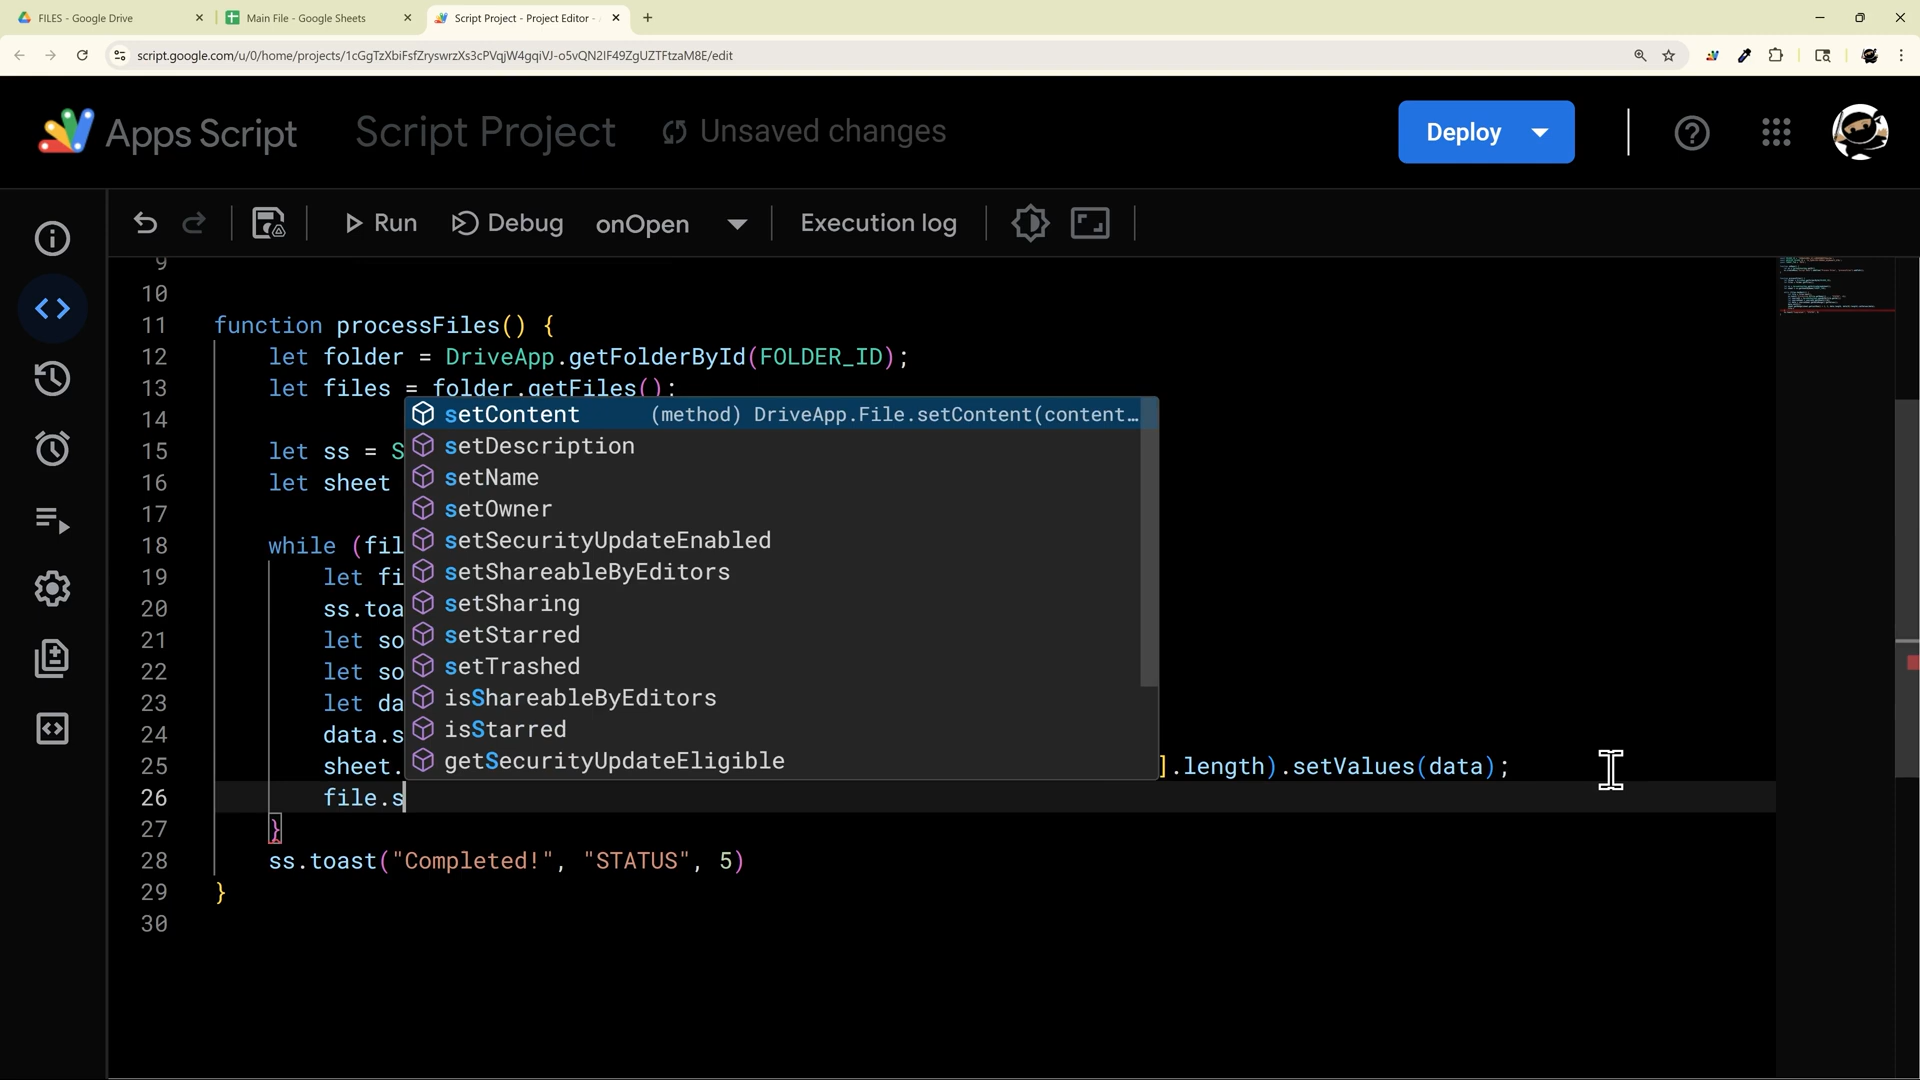 FILES - Google Drive
Main File - Google Sheets
Script Project - Project Editor -
script.google.com/u/0/home/projects/1cGgTzXbiFsfZryswrzXs3cPVqjW4gqiVJ-o5vQN2IF49ZgUZTFtzaM8E/edit
Apps Script
Script Project
Unsaved changes
Deploy
Run
Debug
onOpen
Execution log
9
10
11 function processFiles() {
12 let folder = DriveApp.getFolderById(FOLDER_ID);
13 let files = folder.getFiles();
14
15 let ss = S
16 let sheet
17
18 while (fil
19 let fi
20 ss.toa
21 let so
22 let so
23 let da
24 data.s
25 sheet. ].length).setValues(data);
26 file.s
27 }
28 ss.toast("Completed!", "STATUS", 5)
29 }
30
setContent (method) DriveApp.File.setContent(content…
setDescription
setName
setOwner
setSecurityUpdateEnabled
setShareableByEditors
setSharing
setStarred
setTrashed
isShareableByEditors
isStarred
getSecurityUpdateEligible